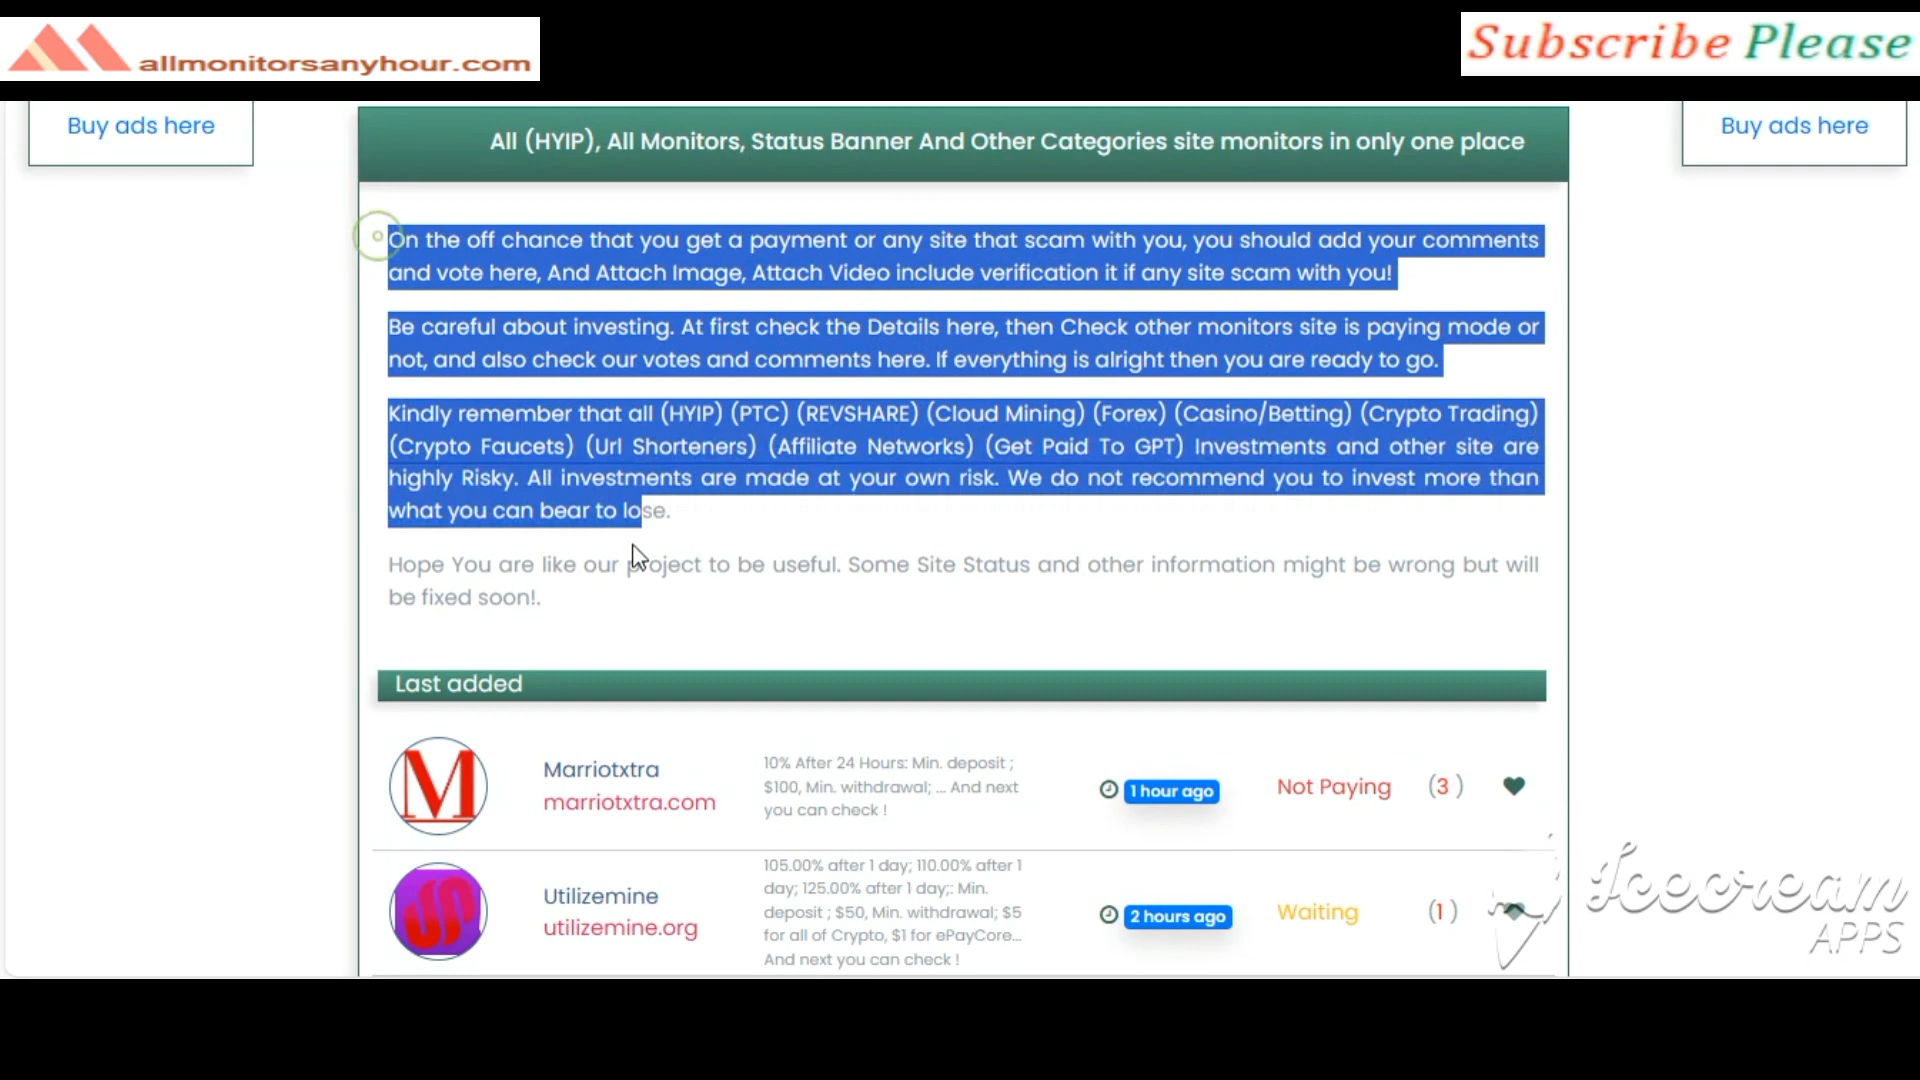 allmonitorsanyhour.com
Subscribe Please
Buy ads here
Buy ads here
All (HYIP), All Monitors, Status Banner And Other Categories site monitors in only one place
On the off chance that you get a payment or any site that scam with you, you should add your comments
and vote here, And Attach Image, Attach Video include verification it if any site scam with you!
Be careful about investing. At first check the Details here, then Check other monitors site is paying mode or
not, and also check our votes and comments here. If everything is alright then you are ready to go.
Kindly remember that all (HYIP) (PTC) (REVSHARE) (Cloud Mining) (Forex) (Casino/Betting) (Crypto Trading)
(Crypto Faucets) (Url Shorteners) (Affiliate Networks) (Get Paid To GPT) Investments and other site are
highly Risky. All investments are made at your own risk. We do not recommend you to invest more than
what you can bear to lose.
Hope You are like our project to be useful. Some Site Status and other information might be wrong but will
be fixed soon!.
Last added
M
Marriotxtra
marriotxtra.com
10% After 24 Hours: Min. deposit ;
$100, Min. withdrawal; ... And next
you can check !
1 hour ago
Not Paying
(3 )
Utilizemine
utilizemine.org
105.00% after 1 day; 110.00% after 1
day; 125.00% after 1 day;: Min.
deposit ; $50, Min. withdrawal; $5
for all of Crypto, $1 for ePayCore...
And next you can check !
2 hours ago
Waiting
(1 )
Icecream
APPS